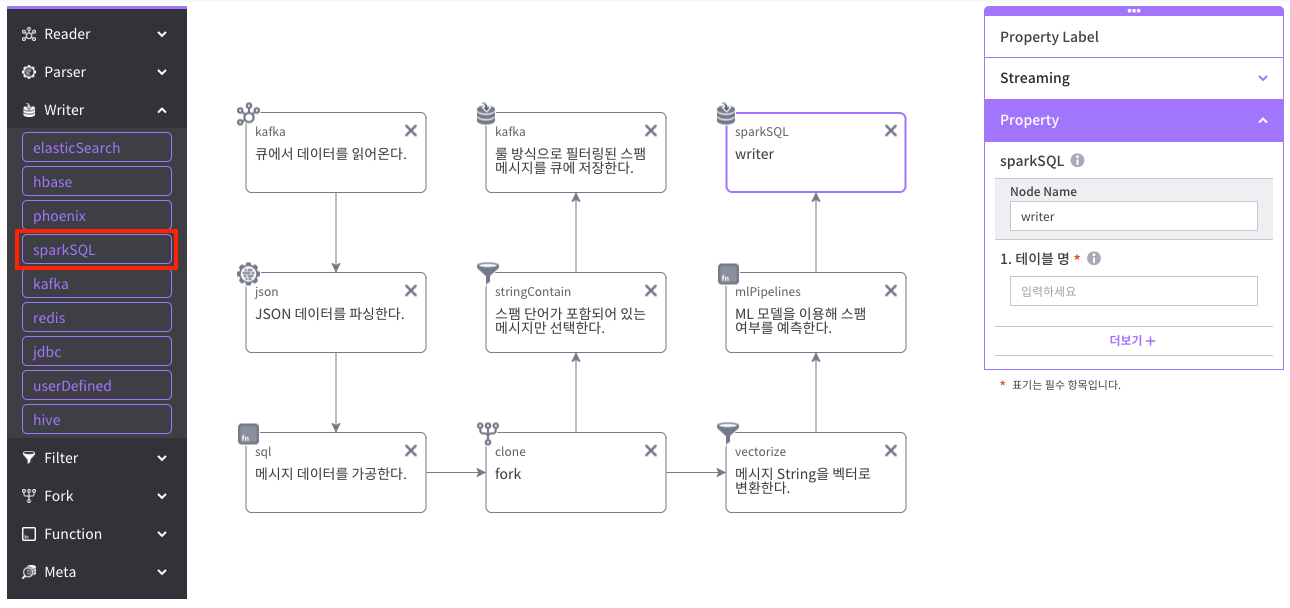 Reader
Parser
Writer
elasticSearch
hbase
phoenix
sparkSQL
kafka
redis
jdbc
userDefined
hive
Filter
Fork
Function
Meta
kafka
큐에서 데이터를 읽어온다.
kafka
룰 방식으로 필터링된 스팸
메시지를 큐에 저장한다.
sparkSQL
writer
json
JSON 데이터를 파싱한다.
stringContain
스팸 단어가 포함되어 있는
메시지만 선택한다.
fn
mlPipelines
ML 모델을 이용해 스팸
여부를 예측한다.
fn
sql
메시지 데이터를 가공한다.
clone
fork
vectorize
메시지 String을 벡터로
변환한다.
Property Label
Streaming
Property
sparkSQL
Node Name
writer
1. 테이블 명 *
입력하세요
더보기 +
* 표기는 필수 항목입니다.